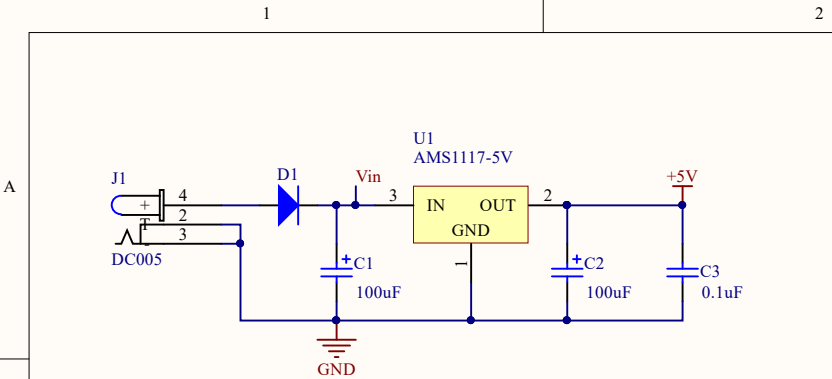 1
2
A
U1
AMS1117-5V
J1
D1
Vin
+5V
4
3
2
+
IN
OUT
2
T
GND
3
-
DC005
1
+
C1
+
C2
C3
100uF
100uF
0.1uF
GND